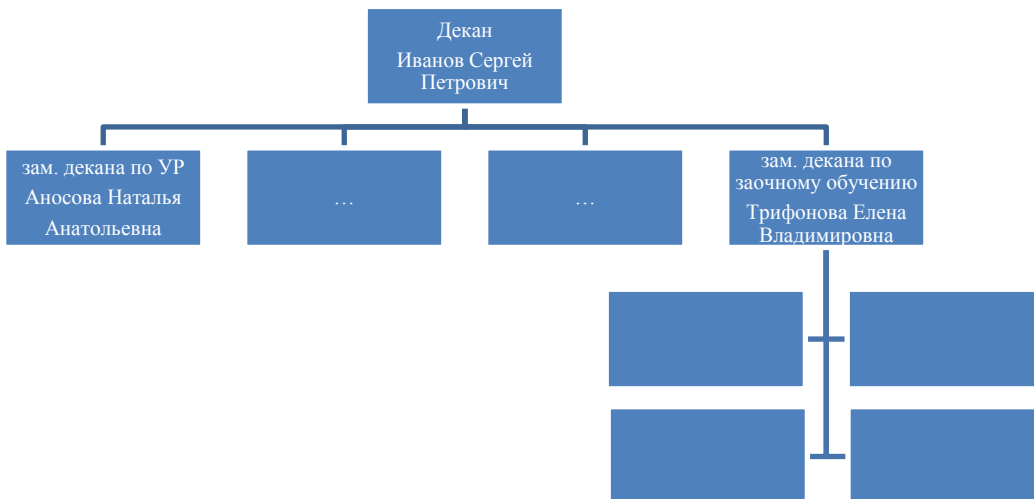 Декан
Иванов Сергей
Петрович
зам. декана по УР
Аносова Наталья
Анатольевна
…
…
зам. декана по
заочному обучению
Трифонова Елена
Владимировна